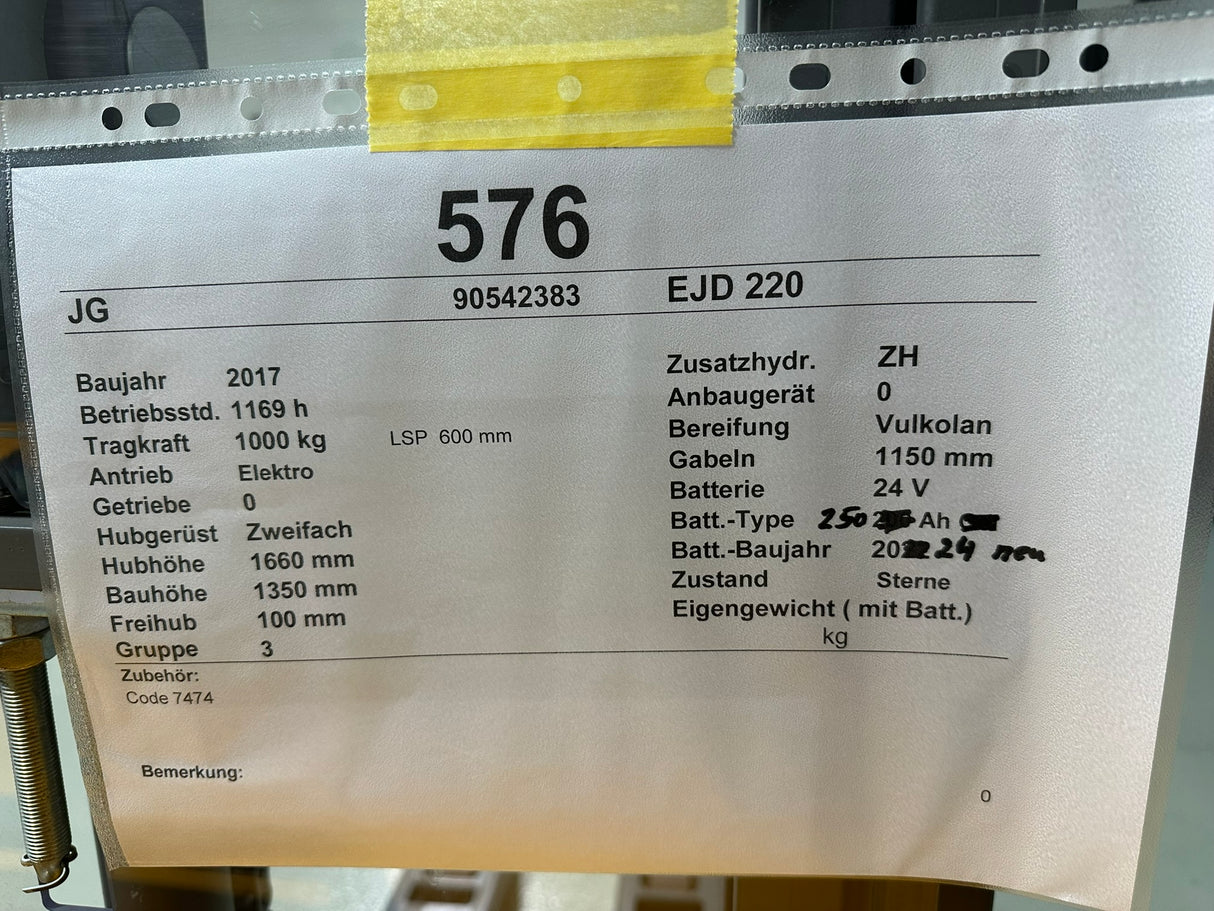 576
JG 90542383 EJD 220
Baujahr 2017
Betriebsstd. 1169 h
Tragkraft 1000 kg LSP 600 mm
Antrieb Elektro
Getriebe 0
Hubgerüst Zweifach
Hubhöhe 1660 mm
Bauhöhe 1350 mm
Freihub 100 mm
Gruppe 3
Zusatzhydr. ZH
Anbaugerät 0
Bereifung Vulkolan
Gabeln 1150 mm
Batterie 24 V
Batt.-Type 250 Ah
Batt.-Baujahr 20 24 neu
Zustand Sterne
Eigengewicht ( mit Batt.)
kg
Zubehör:
Code 7474
Bemerkung:
0